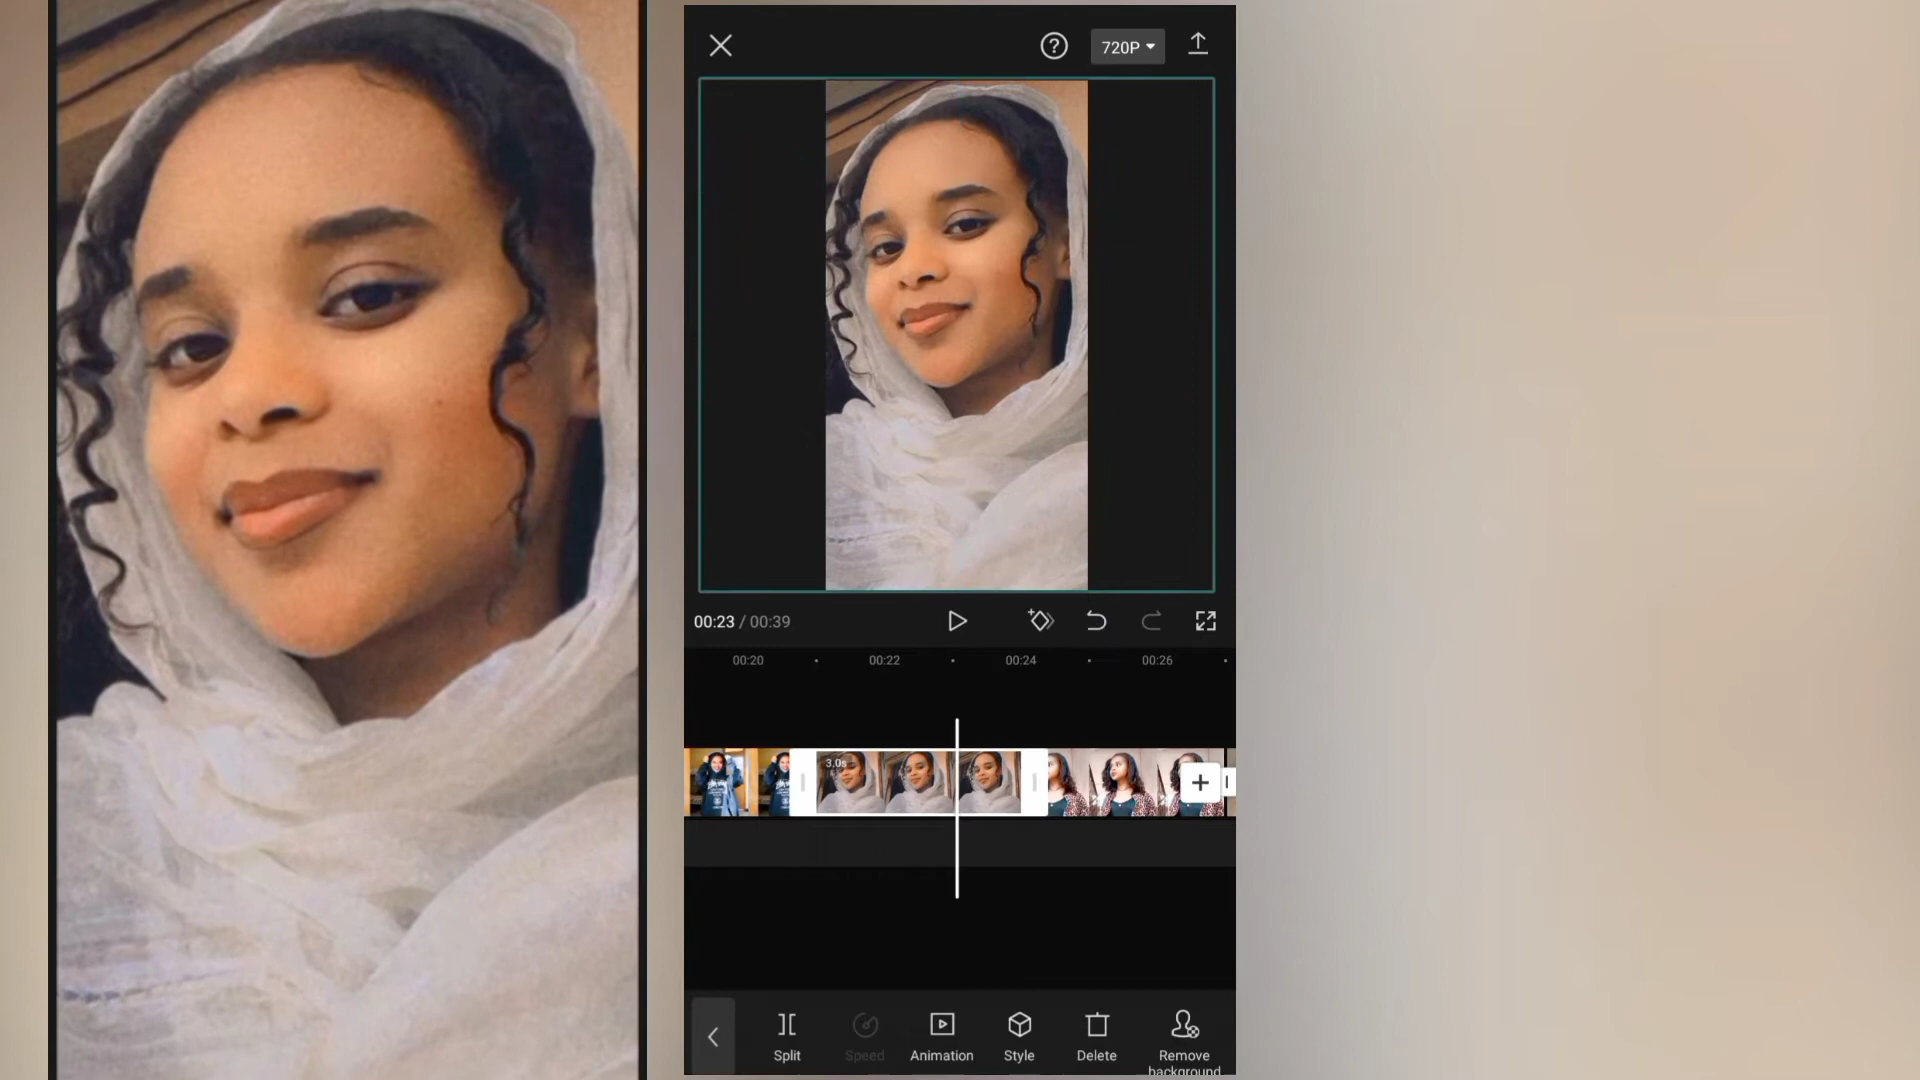 720P
00:23 / 00:39
00:20 00:22 00:24 00:26
3.0s
Split Speed Animation Style Delete Remove
background